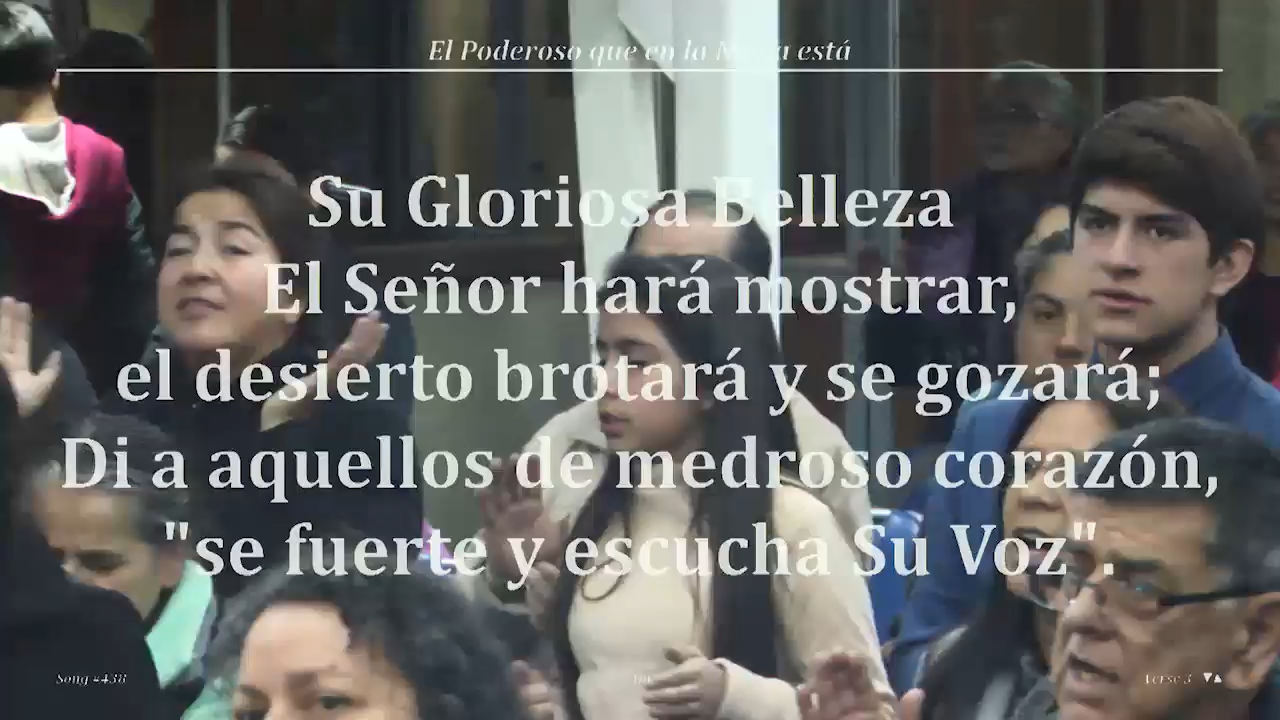 El Poderoso que en la está
Su Gloriosa Belleza
El Señor hará mostrar,
el desierto brotará y se gozará;
Di a aquellos de medroso corazón,
"se fuerte y escucha Su Voz".
Song #438
Verse 3 ▼▲